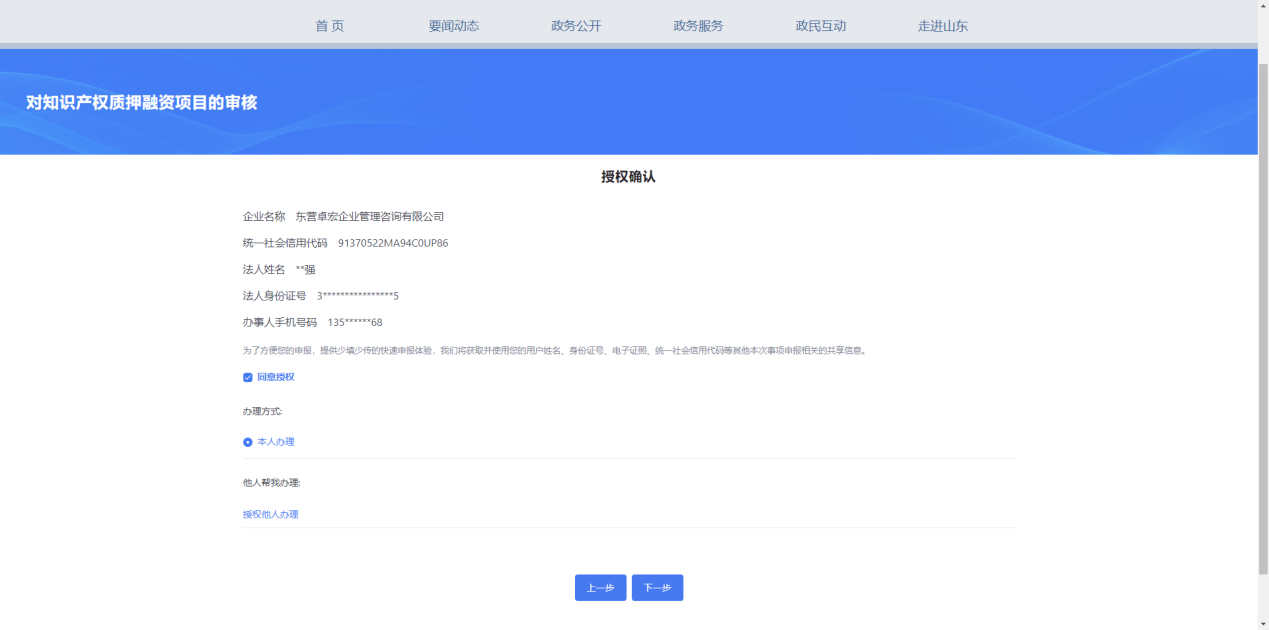 首 页 要闻动态 政务公开 政务服务 政民互动 走进山东
对知识产权质押融资项目的审核
授权确认
企业名称 东营卓宏企业管理咨询有限公司
统一社会信用代码 91370522MA94C0UP86
法人姓名 **强
法人身份证号 3****************5
办事人手机号码 135******68
为了方便您的申报，提供少填少传的快速申报体验，我们将获取并使用您的用户姓名、身份证号、电子证照、统一社会信用代码等其他本次事项申报相关的共享信息。
同意授权
办理方式:
本人办理
他人帮我办理:
授权他人办理
上一步 下一步